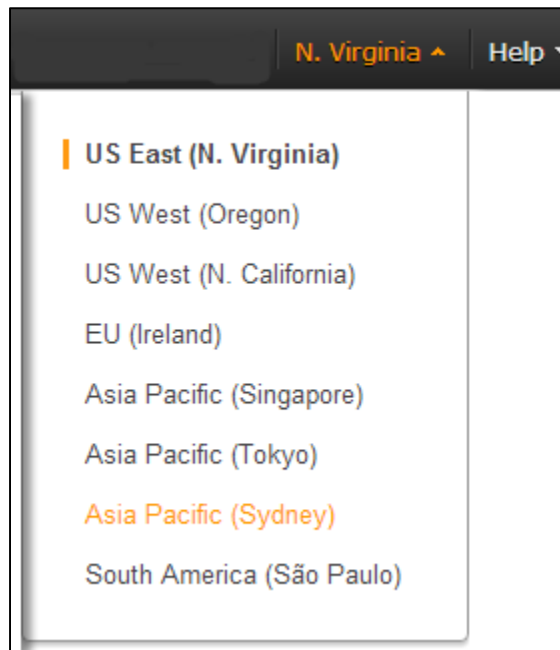 N. Virginia Help
US East (N. Virginia)
US West (Oregon)
US West (N. California)
EU (Ireland)
Asia Pacific (Singapore)
Asia Pacific (Tokyo)
Asia Pacific (Sydney)
South America (São Paulo)